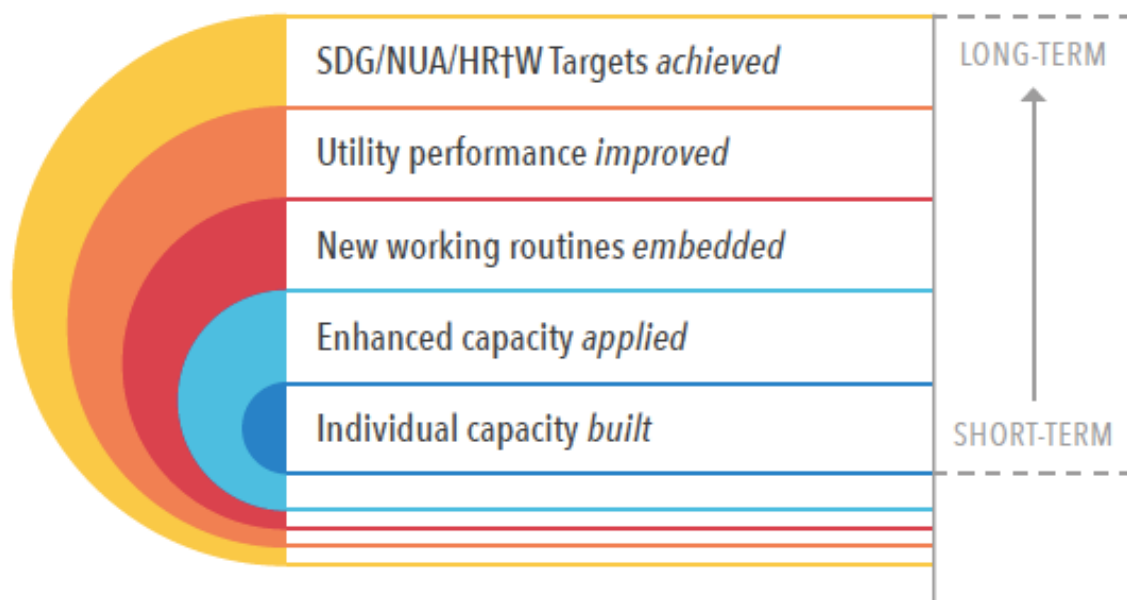 SDG/NUA/HR†W Targets achieved
LONG-TERM
Utility performance improved
New working routines embedded
Enhanced capacity applied
Individual capacity built
SHORT-TERM